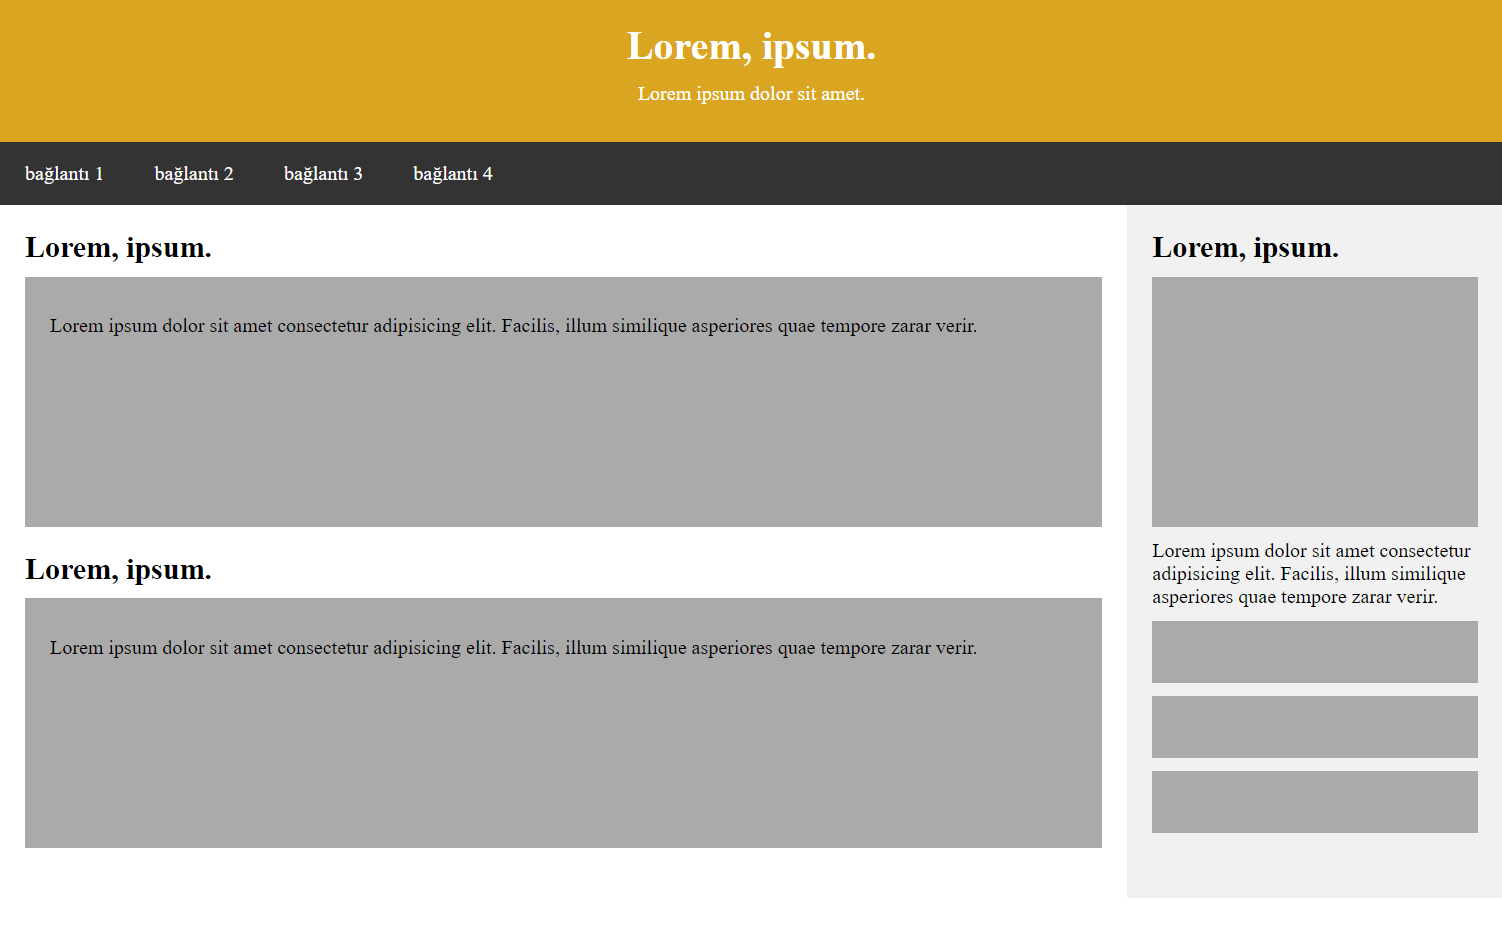 Lorem, ipsum.
Lorem ipsum dolor sit amet.
bağlantı 1
bağlantı 2
bağlantı 3
bağlantı 4
Lorem, ipsum.
Lorem ipsum dolor sit amet consectetur adipisicing elit. Facilis, illum similique asperiores quae tempore zarar verir.
Lorem, ipsum.
Lorem ipsum dolor sit amet consectetur adipisicing elit. Facilis, illum similique asperiores quae tempore zarar verir.
Lorem, ipsum.
Lorem ipsum dolor sit amet consectetur
adipisicing elit. Facilis, illum similique
asperiores quae tempore zarar verir.